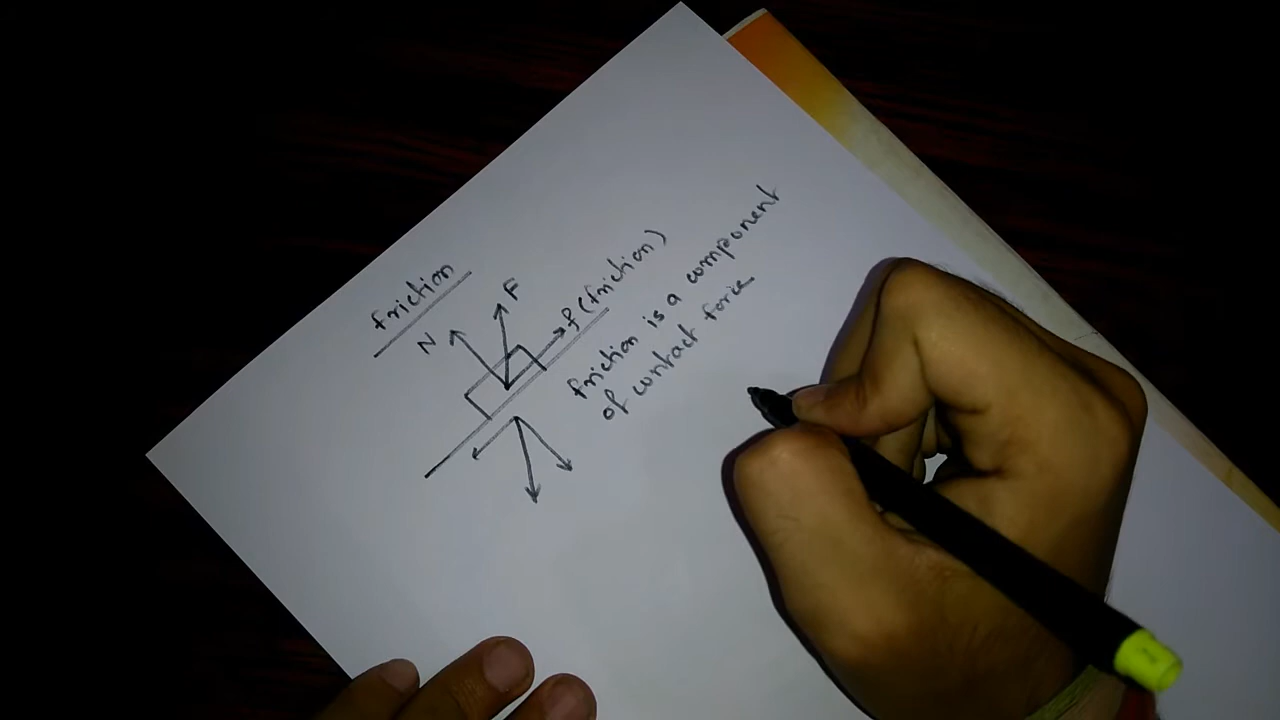 friction
N
F
f (friction)
friction is a component
of contact force